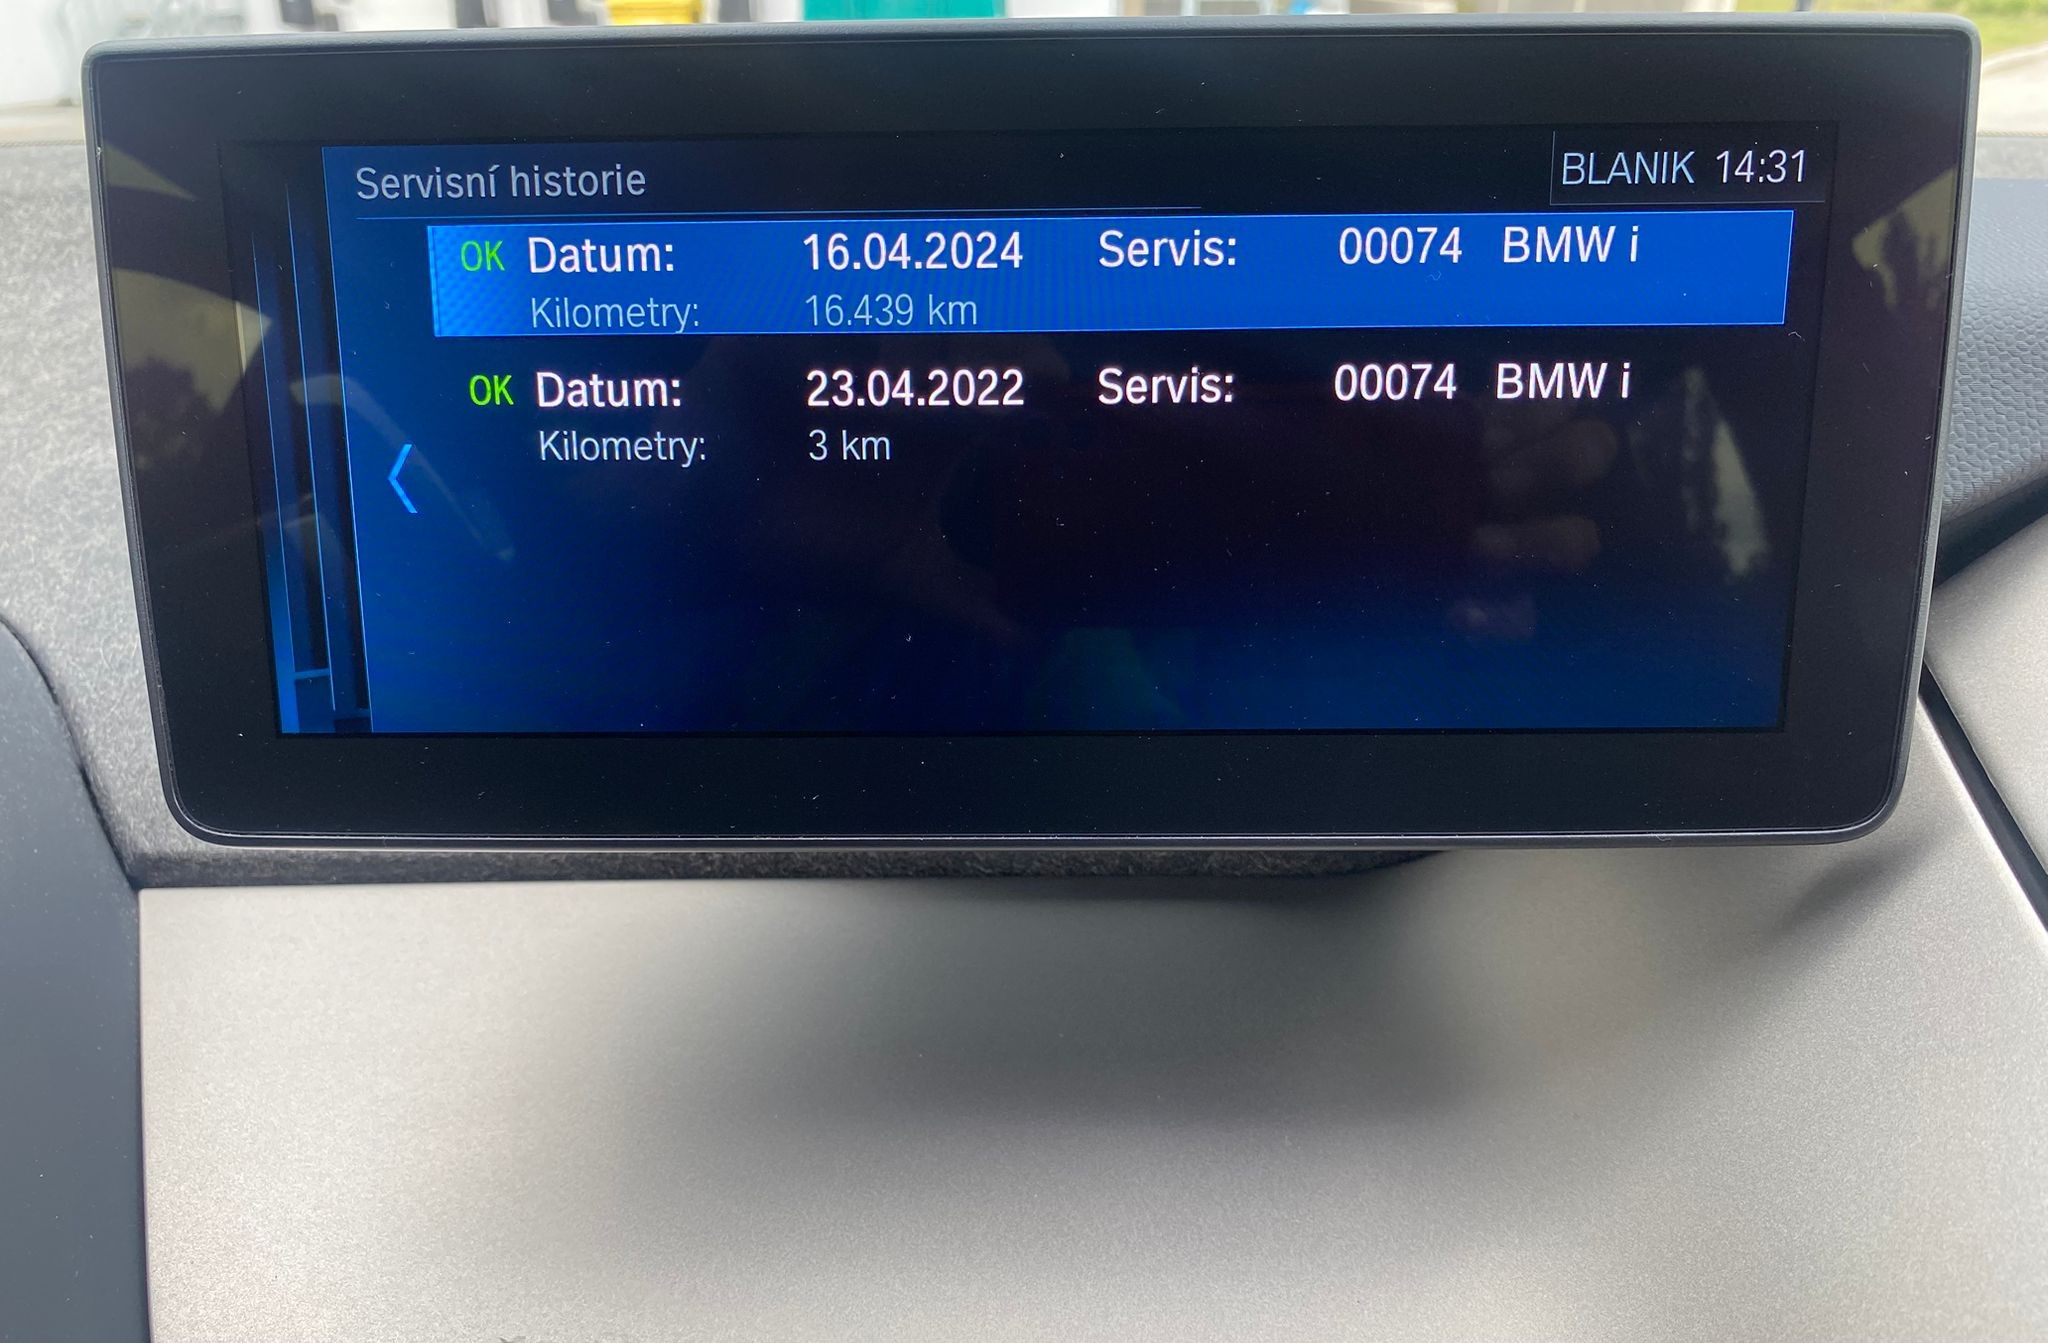 Servisní historie
BLANIK 14:31
OK Datum: 16.04.2024 Servis: 00074 BMW i
Kilometry: 16.439 km
OK Datum: 23.04.2022 Servis: 00074 BMW i
Kilometry: 3 km